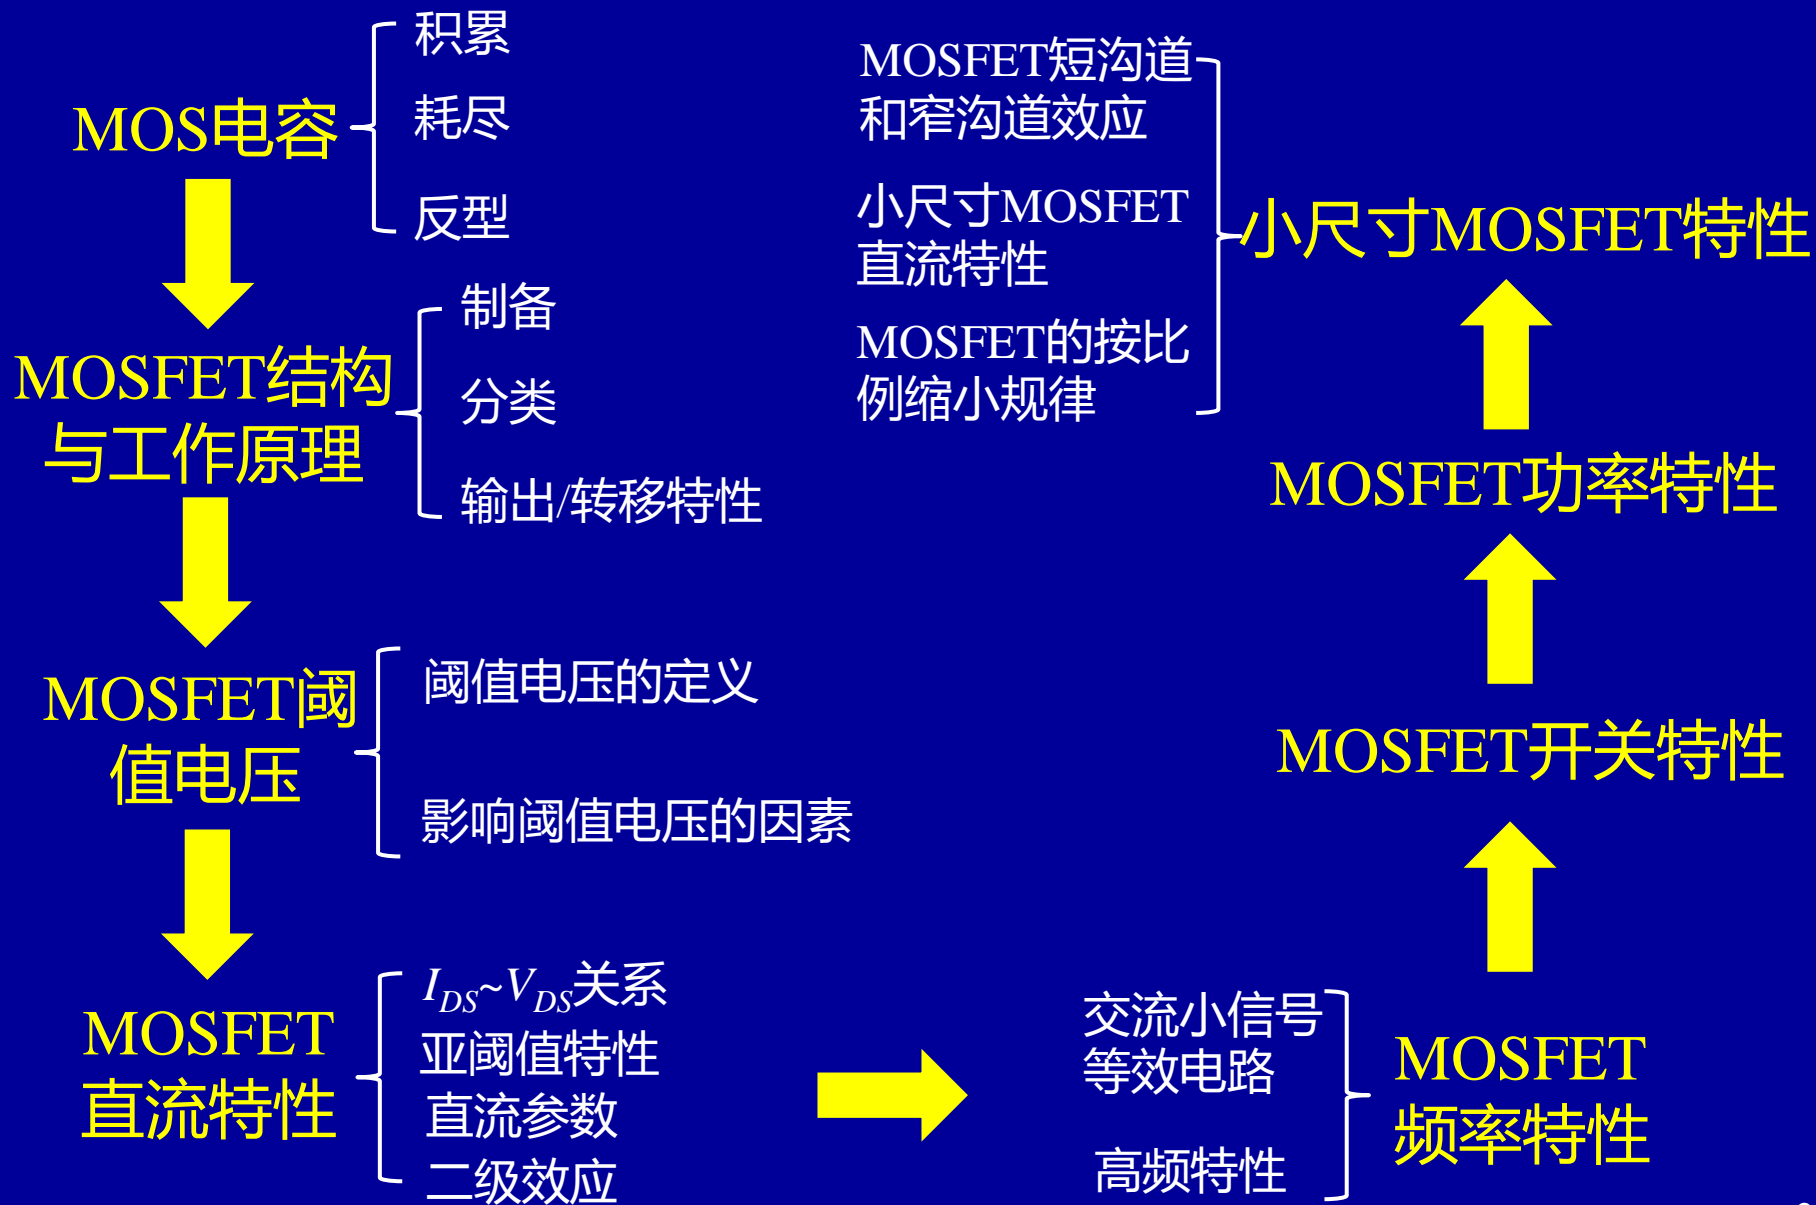 MOS电容
积累
耗尽
反型
MOSFET结构
与工作原理
制备
分类
输出/转移特性
MOSFET阈
值电压
阈值电压的定义
影响阈值电压的因素
MOSFET
直流特性
I_DS~V_DS关系
亚阈值特性
直流参数
二级效应
交流小信号
等效电路
高频特性
MOSFET
频率特性
MOSFET开关特性
MOSFET功率特性
小尺寸MOSFET特性
MOSFET短沟道
和窄沟道效应
小尺寸MOSFET
直流特性
MOSFET的按比
例缩小规律